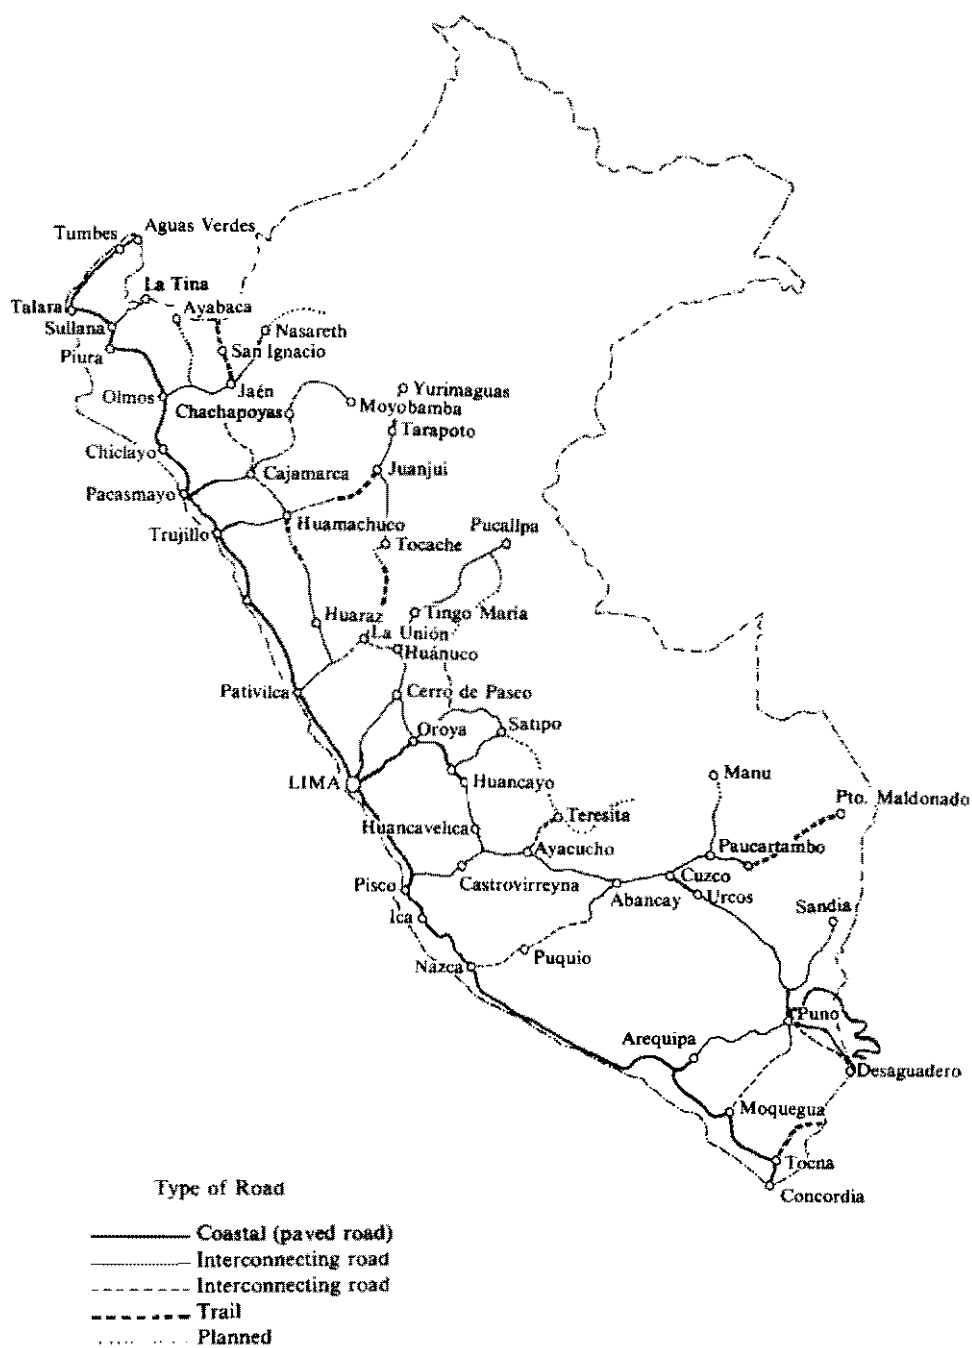 Tumbes
Aguas Verdes
La Tina
Talara
Ayabaca
Sullana
Nasareth
San Ignacio
Piura
Jaén
Olmos
Yurimaguas
Moyobamba
Chachapoyas
Tarapoto
Chiclayo
Cajamarca
Juanjui
Pacasmayo
Huamachuco
Pucallpa
Trujillo
Tocache
Huaraz
Tingo María
La Unión
Huánuco
Pativilca
Cerro de Pasco
Oroya
Satipo
LIMA
Huancayo
Manu
Pto. Maldonado
Teresita
Huancavelica
Ayacucho
Paucartambo
Pisco
Castrovirreyna
Cuzco
Abancay
Urcos
Ica
Sandia
Nazca
Puquio
Puno
Arequipa
Desaguadero
Moquegua
Tocna
Concordia
Type of Road
Coastal (paved road)
Interconnecting road
Interconnecting road
Trail
Planned